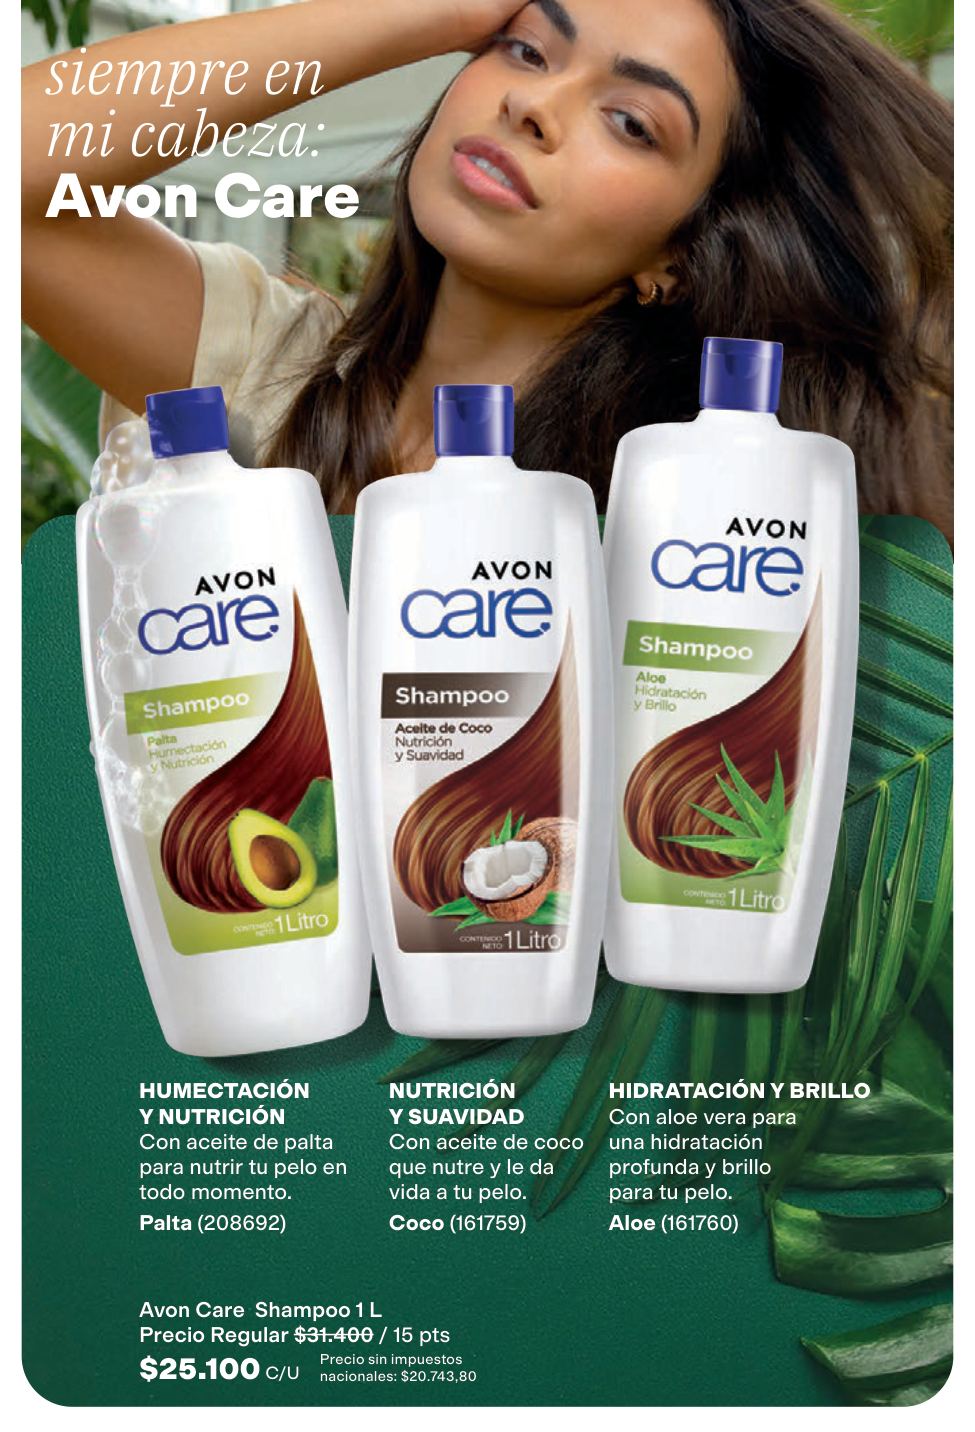 siempre en
mi cabeza:
Avon Care
AVON
care
Shampoo
Palta
Humectación
y Nutrición
CONTENIDO
NETO: 1 Litro
AVON
care
Shampoo
Aceite de Coco
Nutrición
y Suavidad
CONTENIDO
NETO: 1 Litro
AVON
care
Shampoo
Aloe
Hidratación
y Brillo
CONTENIDO
NETO: 1 Litro
HUMECTACIÓN
Y NUTRICIÓN
Con aceite de palta
para nutrir tu pelo en
todo momento.
Palta (208692)
NUTRICIÓN
Y SUAVIDAD
Con aceite de coco
que nutre y le da
vida a tu pelo.
Coco (161759)
HIDRATACIÓN Y BRILLO
Con aloe vera para
una hidratación
profunda y brillo
para tu pelo.
Aloe (161760)
Avon Care Shampoo 1 L
Precio Regular $31.400 / 15 pts
$25.100 C/U
Precio sin impuestos
nacionales: $20.743,80